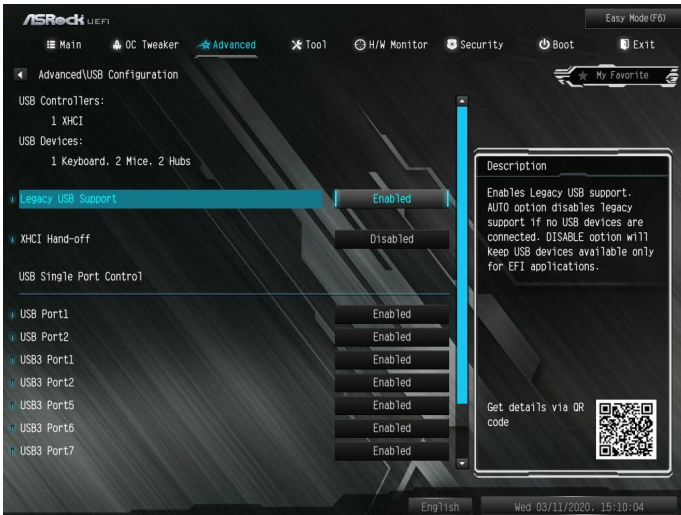 ASRock UEFI
Easy Mode(F6)
Main OC Tweaker Advanced Tool H/W Monitor Security Boot Exit
Advanced\USB Configuration
My Favorite
USB Controllers:
1 XHCI
USB Devices:
1 Keyboard, 2 Mice, 2 Hubs
Legacy USB Support Enabled
XHCI Hand-off Disabled
USB Single Port Control
USB Port1 Enabled
USB Port2 Enabled
USB3 Port1 Enabled
USB3 Port2 Enabled
USB3 Port5 Enabled
USB3 Port6 Enabled
USB3 Port7 Enabled
Description
Enables Legacy USB support.
AUTO option disables legacy
support if no USB devices are
connected. DISABLE option will
keep USB devices available only
for EFI applications.
Get details via QR
code
English
Wed 03/11/2020, 15:10:04